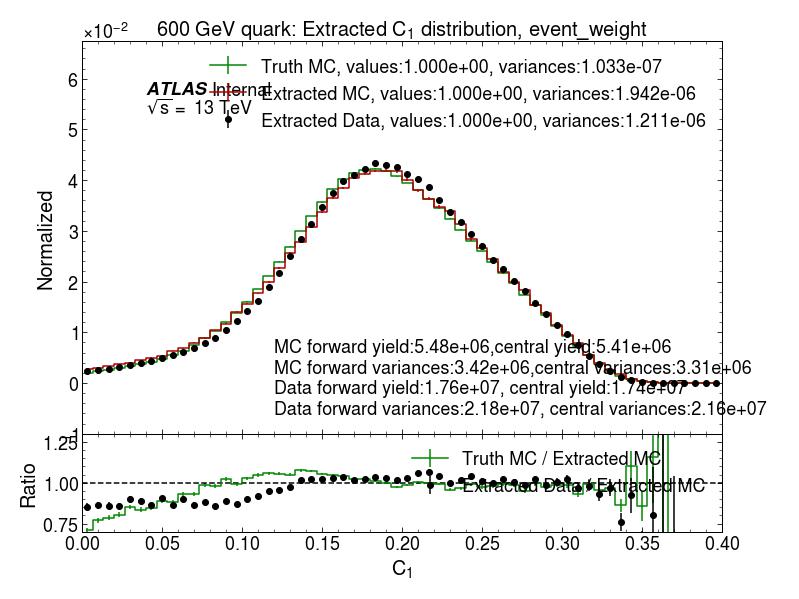 ×10⁻² 600 GeV quark: Extracted C₁ distribution, event_weight
Truth MC, values:1.000e+00, variances:1.033e-07
ATLAS Internal
Extracted MC, values:1.000e+00, variances:1.942e-06
√s = 13 TeV
Extracted Data, values:1.000e+00, variances:1.211e-06
6
5
4
3
2
1
0
1
Normalized
MC forward yield:5.48e+06,central yield:5.41e+06
MC forward variances:3.42e+06,central variances:3.31e+06
Data forward yield:1.76e+07, central yield:1.74e+07
Data forward variances:2.18e+07, central variances:2.16e+07
1.25
1.00
0.75
Ratio
Truth MC / Extracted MC
Extracted Data / Extracted MC
0.00 0.05 0.10 0.15 0.20 0.25 0.30 0.35 0.40
C₁